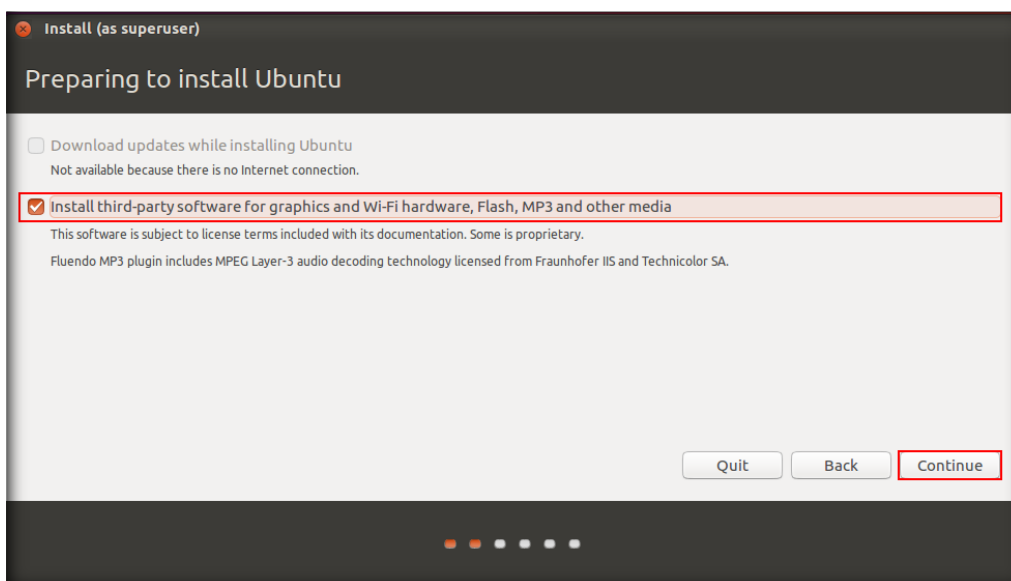 Install (as superuser)
Preparing to install Ubuntu
Download updates while installing Ubuntu
Not available because there is no Internet connection.
Install third-party software for graphics and Wi-Fi hardware, Flash, MP3 and other media
This software is subject to license terms included with its documentation. Some is proprietary.
Fluendo MP3 plugin includes MPEG Layer-3 audio decoding technology licensed from Fraunhofer IIS and Technicolor SA.
Quit Back Continue